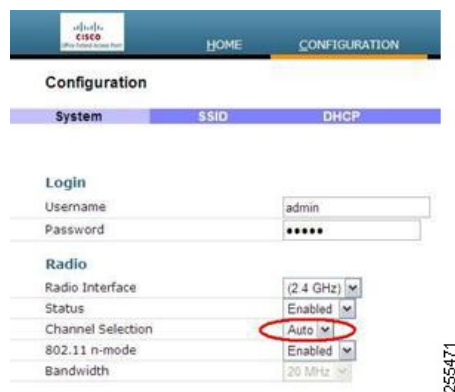 CISCO
HOME CONFIGURATION
Configuration
System SSID DHCP
Login
Username admin
Password •••••
Radio
Radio Interface (2.4 GHz)
Status Enabled
Channel Selection Auto
802.11 n-mode Enabled
Bandwidth 20 MHz
255471